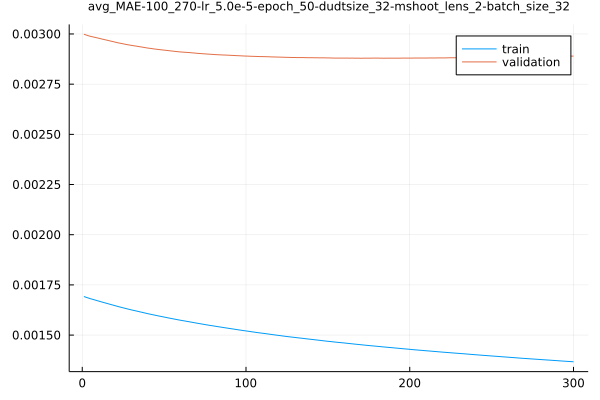 avg_MAE-100_270-lr_5.0e-5-epoch_50-dudtsize_32-mshoot_lens_2-batch_size_32
0.00300
train
validation
0.00275
0.00250
0.00225
0.00200
0.00175
0.00150
0 100 200 300